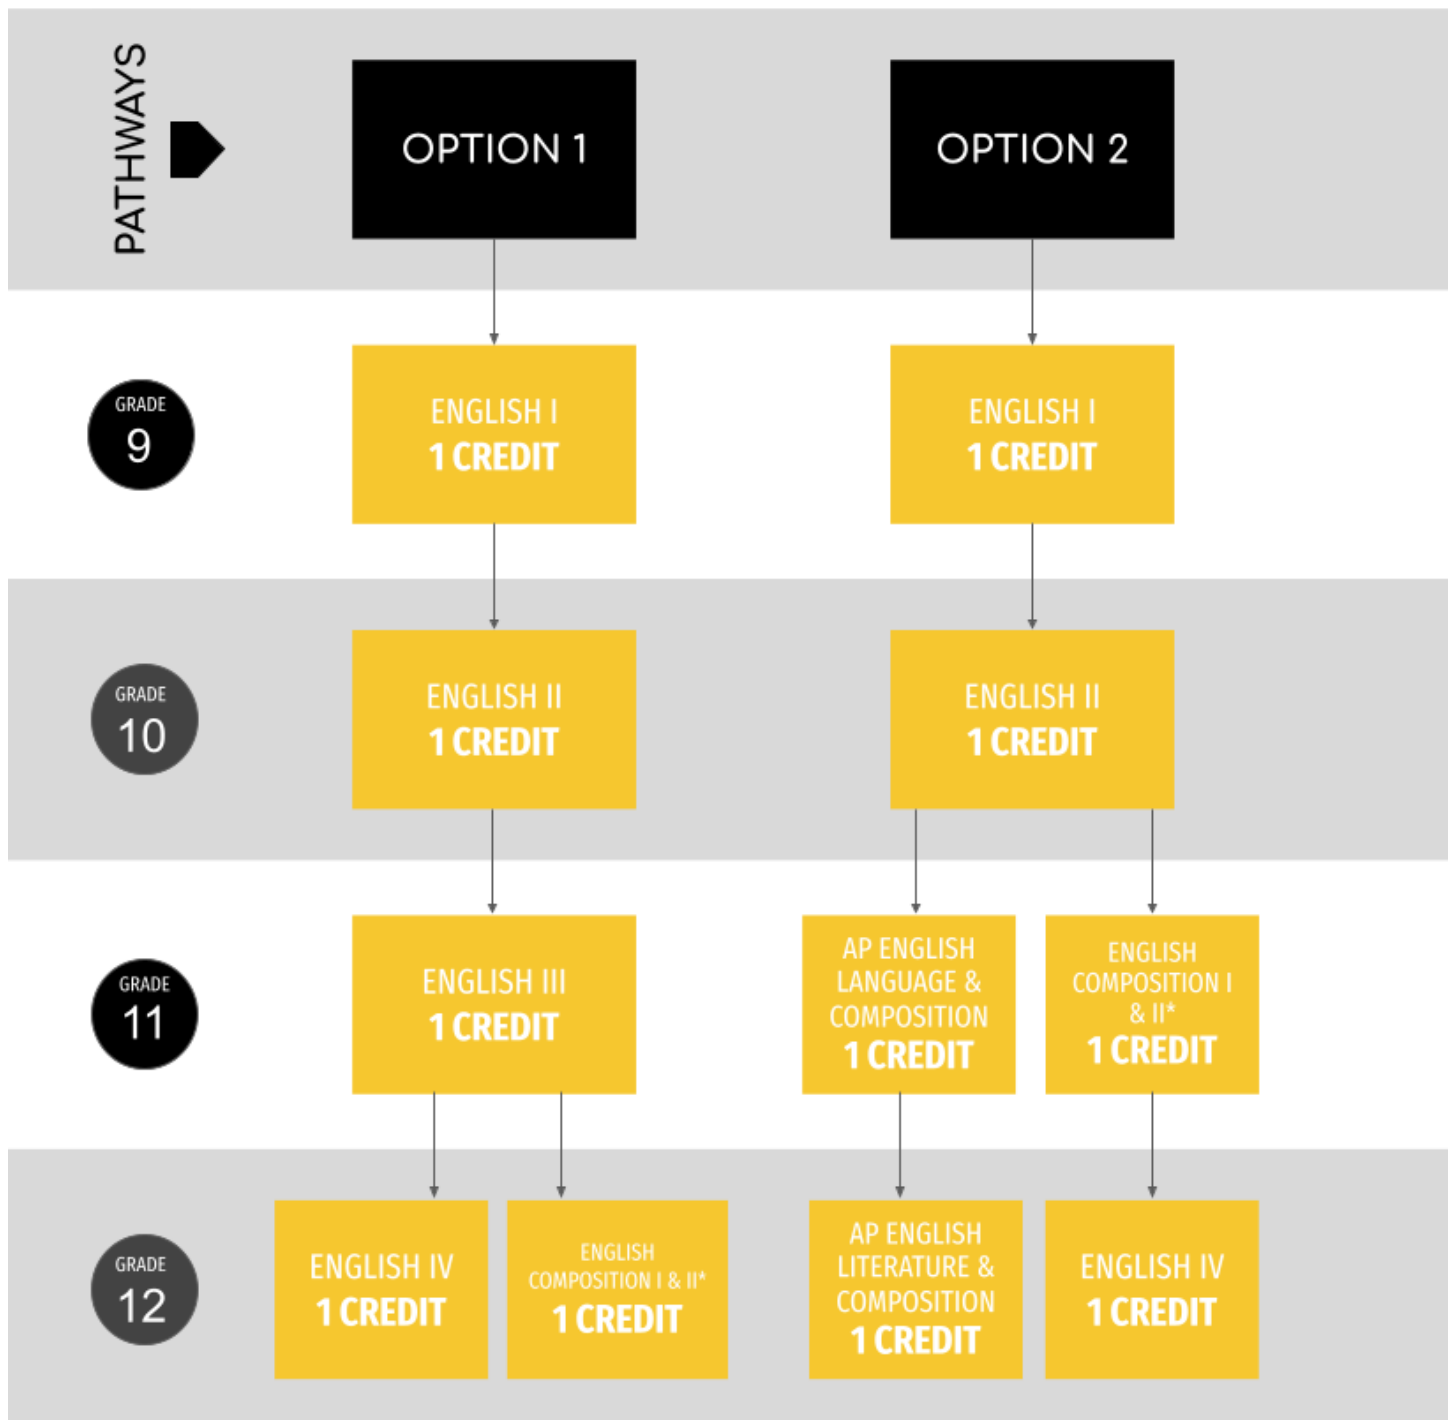 PATHWAYS
OPTION 1
OPTION 2
GRADE
9
ENGLISH I
1 CREDIT
ENGLISH I
1 CREDIT
GRADE
10
ENGLISH II
1 CREDIT
ENGLISH II
1 CREDIT
GRADE
11
ENGLISH III
1 CREDIT
AP ENGLISH
LANGUAGE &
COMPOSITION
1 CREDIT
ENGLISH
COMPOSITION I
& II*
1 CREDIT
GRADE
12
ENGLISH IV
1 CREDIT
ENGLISH
COMPOSITION I & II*
1 CREDIT
AP ENGLISH
LITERATURE &
COMPOSITION
1 CREDIT
ENGLISH IV
1 CREDIT